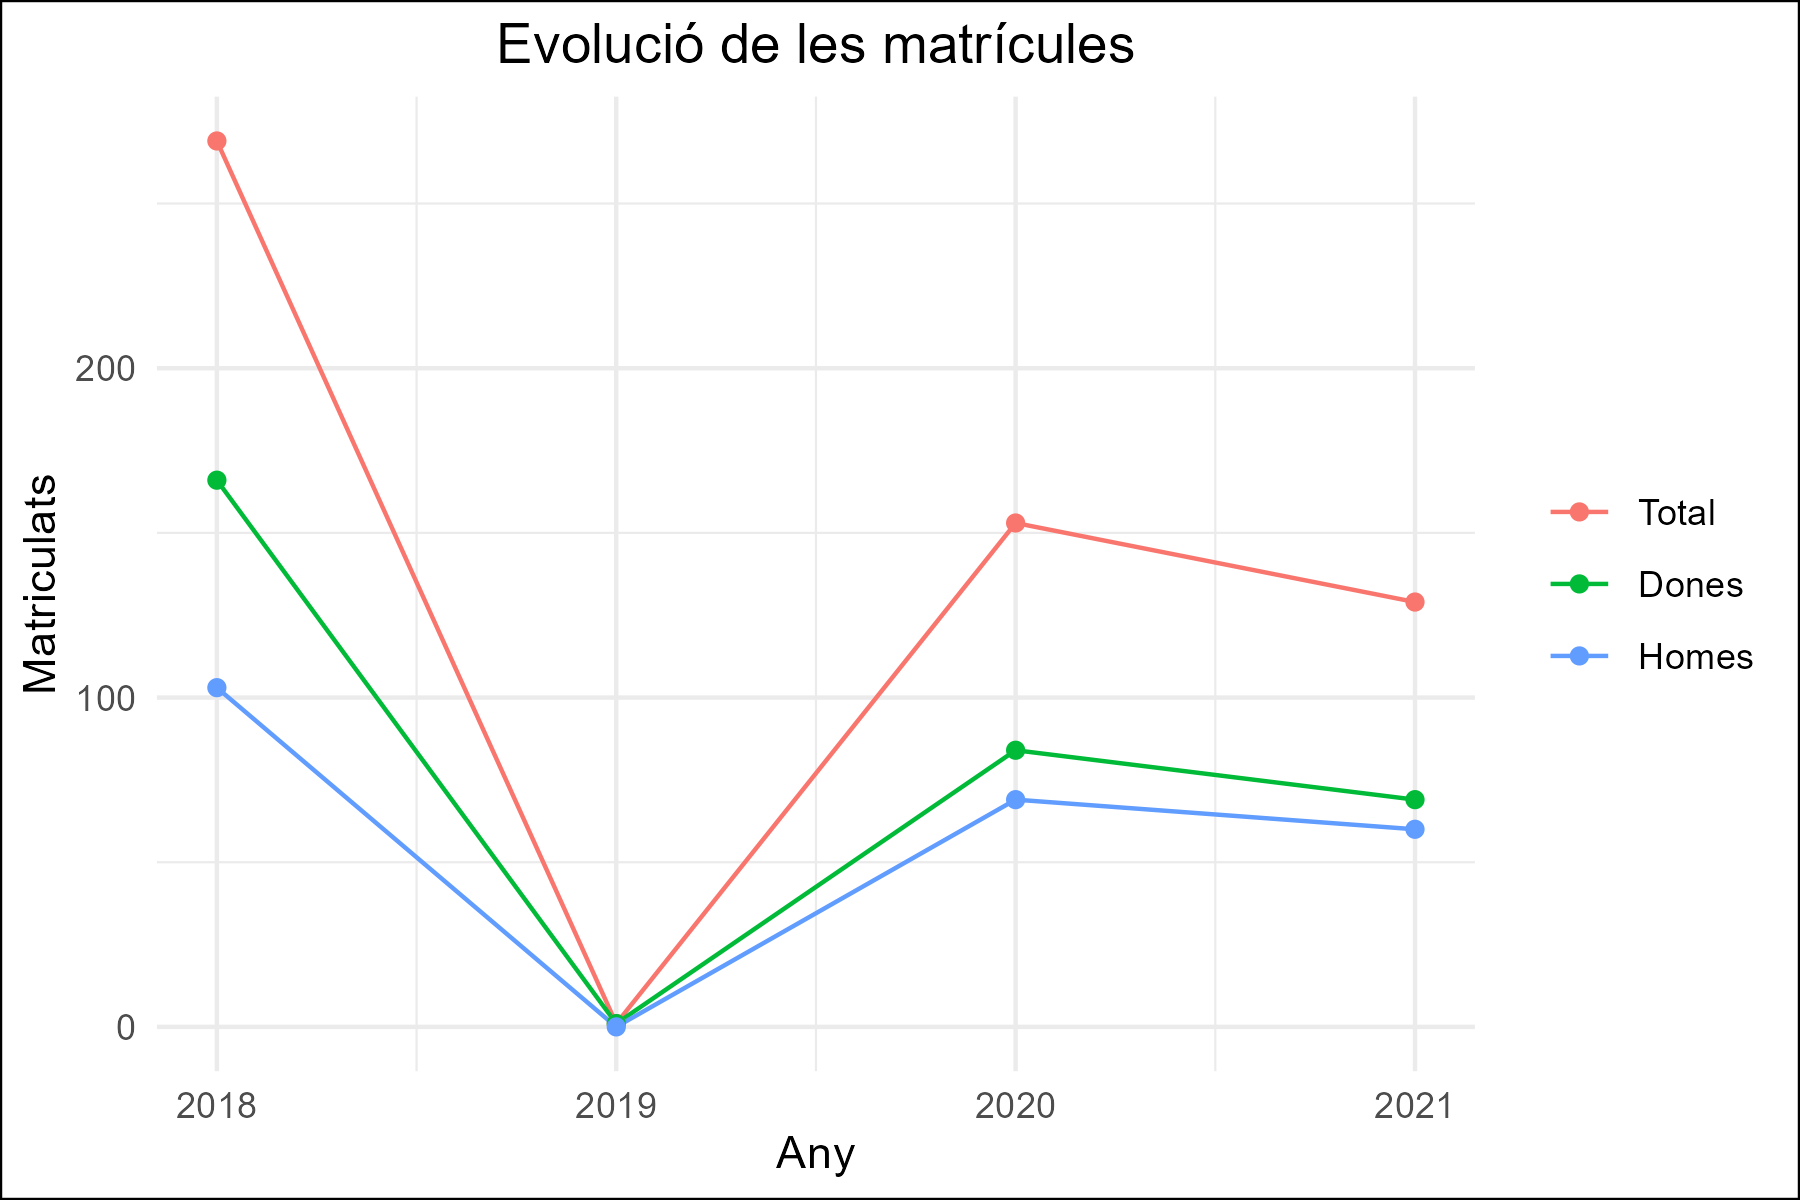 Evolució de les matrícules
Matriculats
200
100
0
2018
2019
2020
2021
Any
Total
Dones
Homes